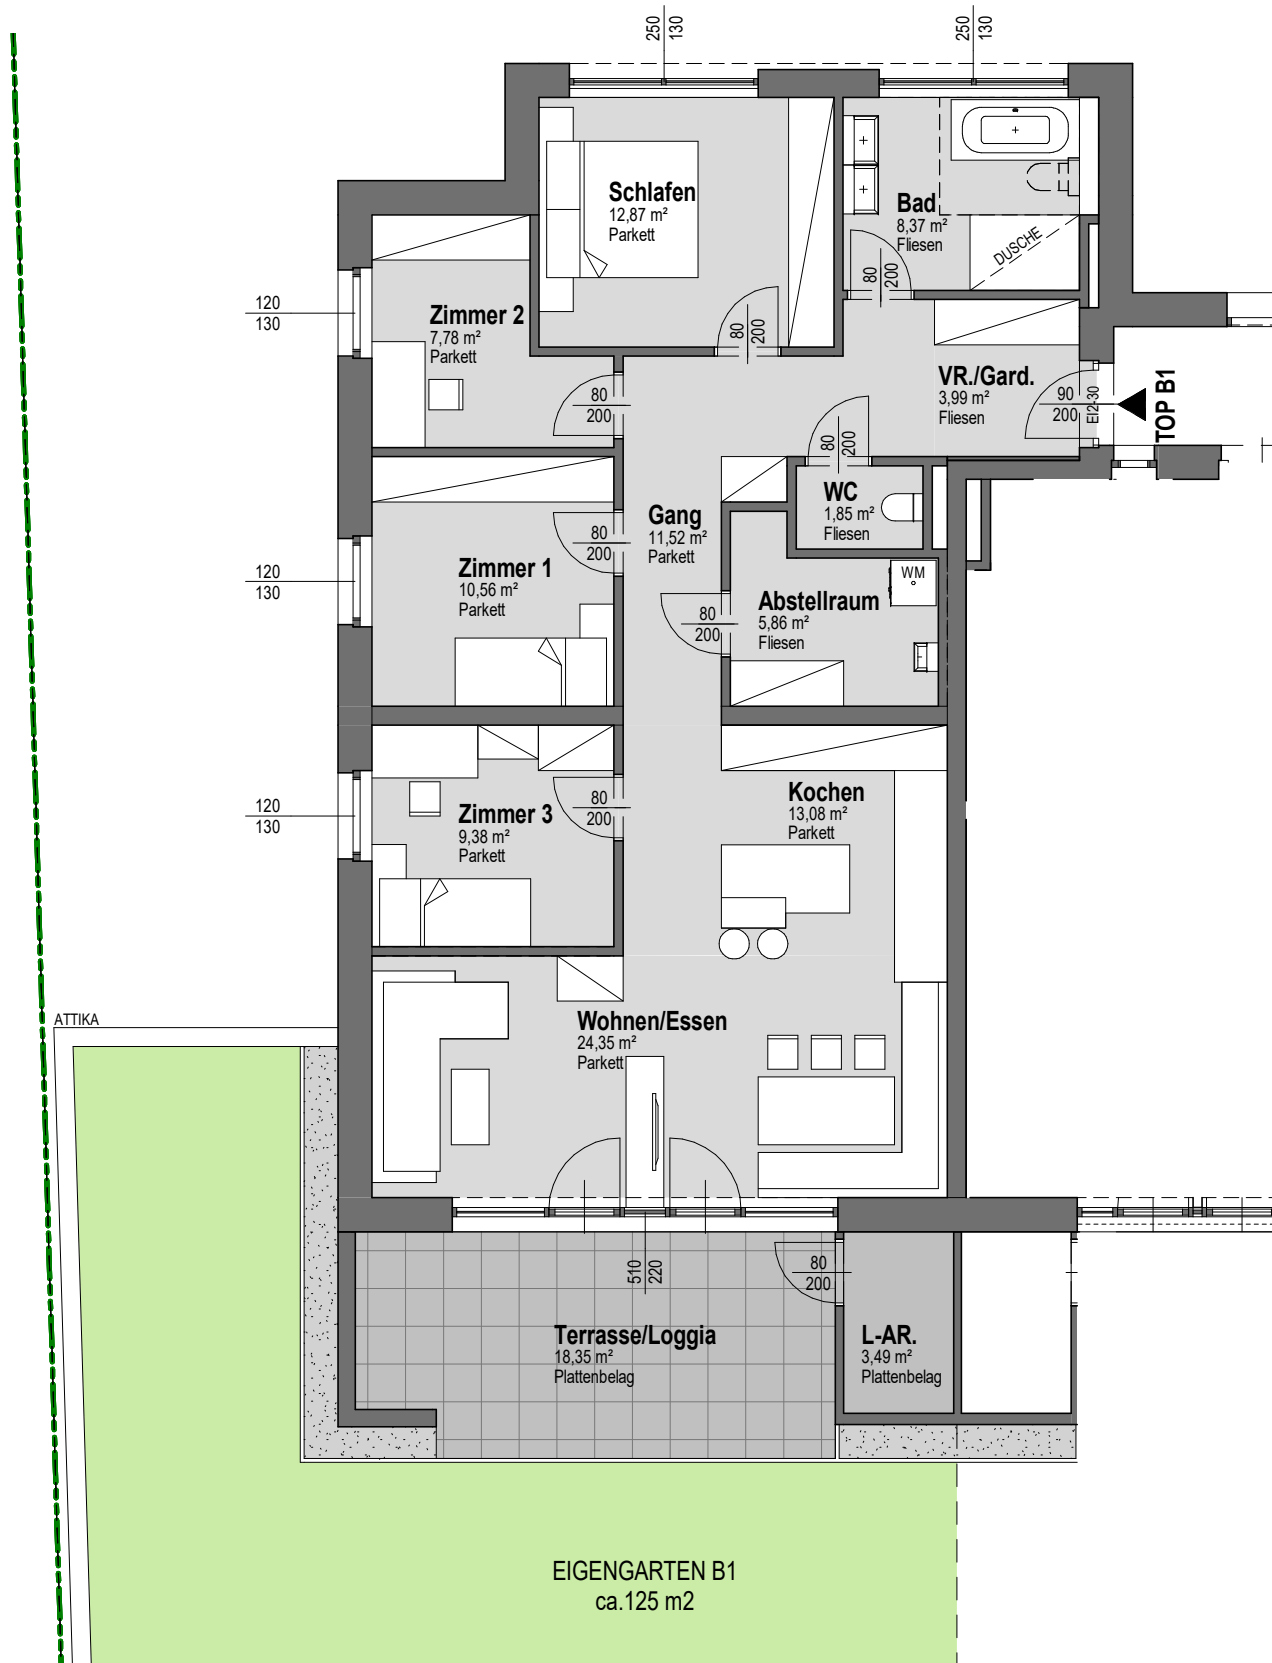 250
130
250
130
Schlafen
12,87 m²
Parkett
Bad
8,37 m²
Fliesen
DUSCHE
80
200
120
130
Zimmer 2
7,78 m²
Parkett
80
200
VR./Gard.
3,99 m²
Fliesen
80
200
90
200
EI2-30
TOP B1
80
200
WC
1,85 m²
Fliesen
Gang
11,52 m²
Parkett
80
200
120
130
Zimmer 1
10,56 m²
Parkett
WM
Abstellraum
5,86 m²
Fliesen
80
200
Kochen
13,08 m²
Parkett
120
130
Zimmer 3
9,38 m²
Parkett
80
200
ATTIKA
Wohnen/Essen
24,35 m²
Parkett
510
220
80
200
Terrasse/Loggia
18,35 m²
Plattenbelag
L-AR.
3,49 m²
Plattenbelag
EIGENGARTEN B1
ca.125 m2